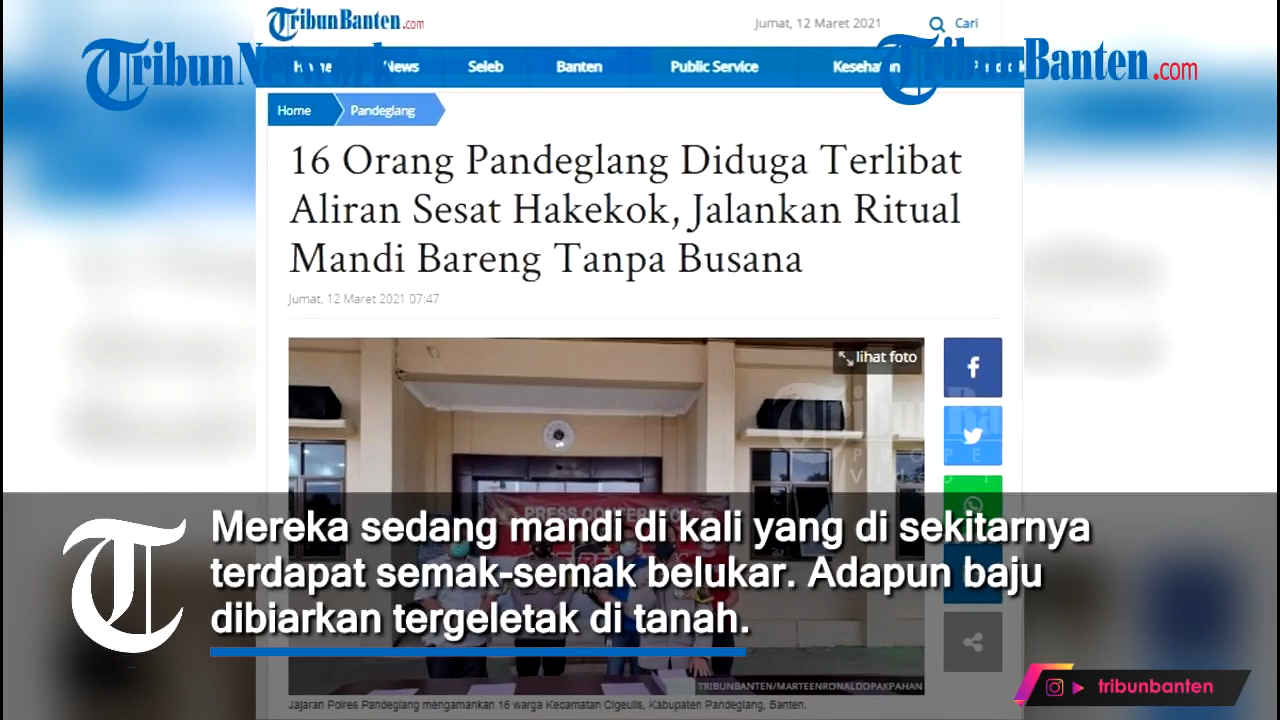 TribunBanten.com
Jumat, 12 Maret 2021
Cari
TribunNetwork
TribunBanten.com
Home News Seleb Banten Public Service Kesehatan
Home Pandeglang
16 Orang Pandeglang Diduga Terlibat
Aliran Sesat Hakekok, Jalankan Ritual
Mandi Bareng Tanpa Busana
Jumat, 12 Maret 2021 07:47
lihat foto
PRESS CONFERENCE
Mereka sedang mandi di kali yang di sekitarnya
terdapat semak-semak belukar. Adapun baju
dibiarkan tergeletak di tanah.
TRIBUNBANTEN/MARTEENRONALDOPAKPAHAN
tribunbanten
Jajaran Polres Pandeglang mengamankan 16 warga Kecamatan Cigeulis, Kabupaten Pandeglang, Banten.